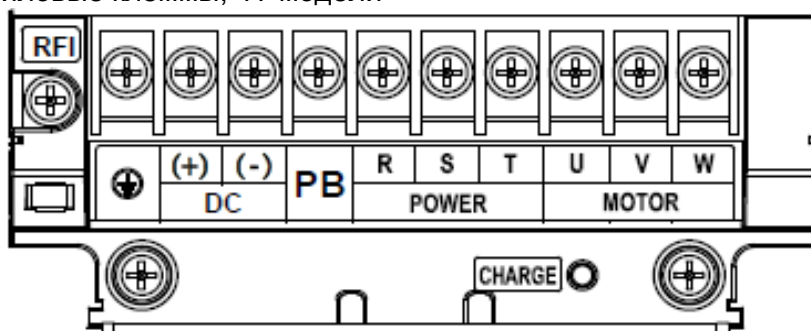 RFI
(+) (-) PB R S T U V W
DC POWER MOTOR
CHARGE